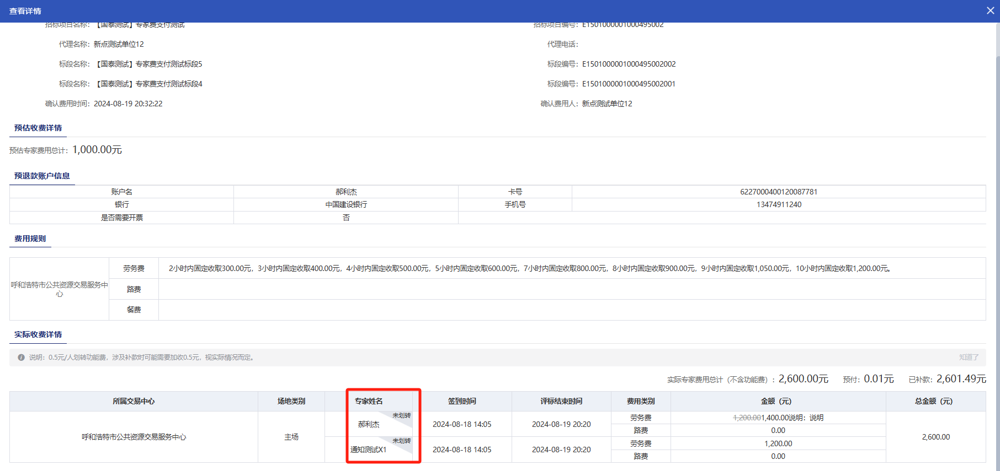 查看详情
招标项目名称：【国泰测试】专家费支付测试 招标项目编号：E1501000001000495002
代理名称：新点测试单位12 代理电话：
标段名称：【国泰测试】专家费支付测试标段5 标段编号：E1501000001000495002002
标段名称：【国泰测试】专家费支付测试标段4 标段编号：E1501000001000495002001
确认费用时间：2024-08-19 20:32:22 确认费用人：新点测试单位12
预估收费详情
预估专家费用总计：1,000.00元
预退款账户信息
账户名 郝利杰 卡号 6227000400120087781
银行 中国建设银行 手机号 13474911240
是否需要开票 否
费用规则
呼和浩特市公共资源交易服务中心
劳务费 2小时内固定收取300.00元，3小时内固定收取400.00元，4小时内固定收取500.00元，5小时内固定收取600.00元，7小时内固定收取800.00元，8小时内固定收取900.00元，9小时内固定收取1,050.00元，10小时内固定收取1,200.00元。
路费
餐费
实际收费详情
说明：0.5元/人划转功能费，涉及补款时可能需要加收0.5元，视实际情况而定。 知道了
实际专家费用总计（不含功能费）：2,600.00元 预付：0.01元 已补款：2,601.49元
所属交易中心 场地类别 专家姓名 签到时间 评标结束时间 费用类别 金额（元） 总金额（元）
呼和浩特市公共资源交易服务中心 主场 郝利杰 未划转 2024-08-18 14:05 2024-08-19 20:20 劳务费 1,200.001,400.00说明：说明 2,600.00
路费 0.00
通知测试X1 未划转 2024-08-18 14:05 2024-08-19 20:20 劳务费 1,200.00
路费 0.00